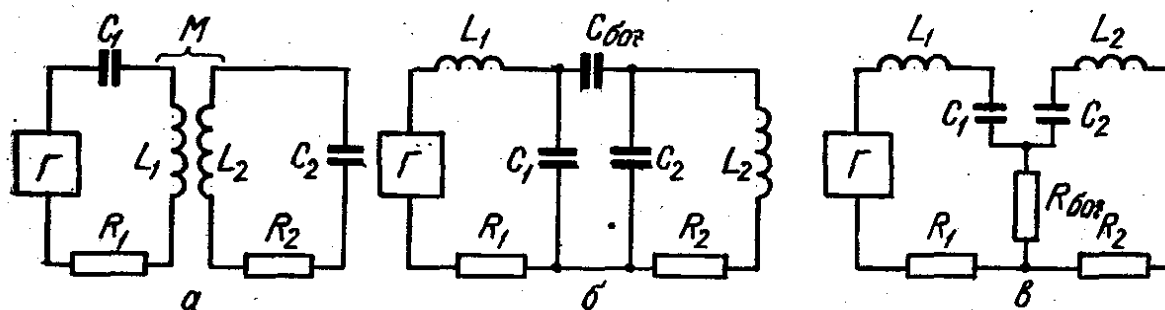 C₁ M
L₁ L₂
Г
C₂
R₁ R₂
а
L₁ Cбог
Г
C₁ C₂ L₂
R₁ R₂
б
L₁ L₂
C₁ C₂
Г
Rбог
R₁ R₂
в